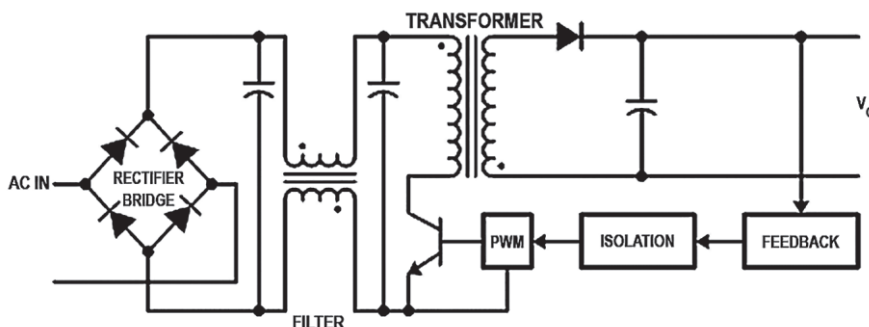 TRANSFORMER
AC IN
RECTIFIER
BRIDGE
PWM
ISOLATION
FEEDBACK
FILTER